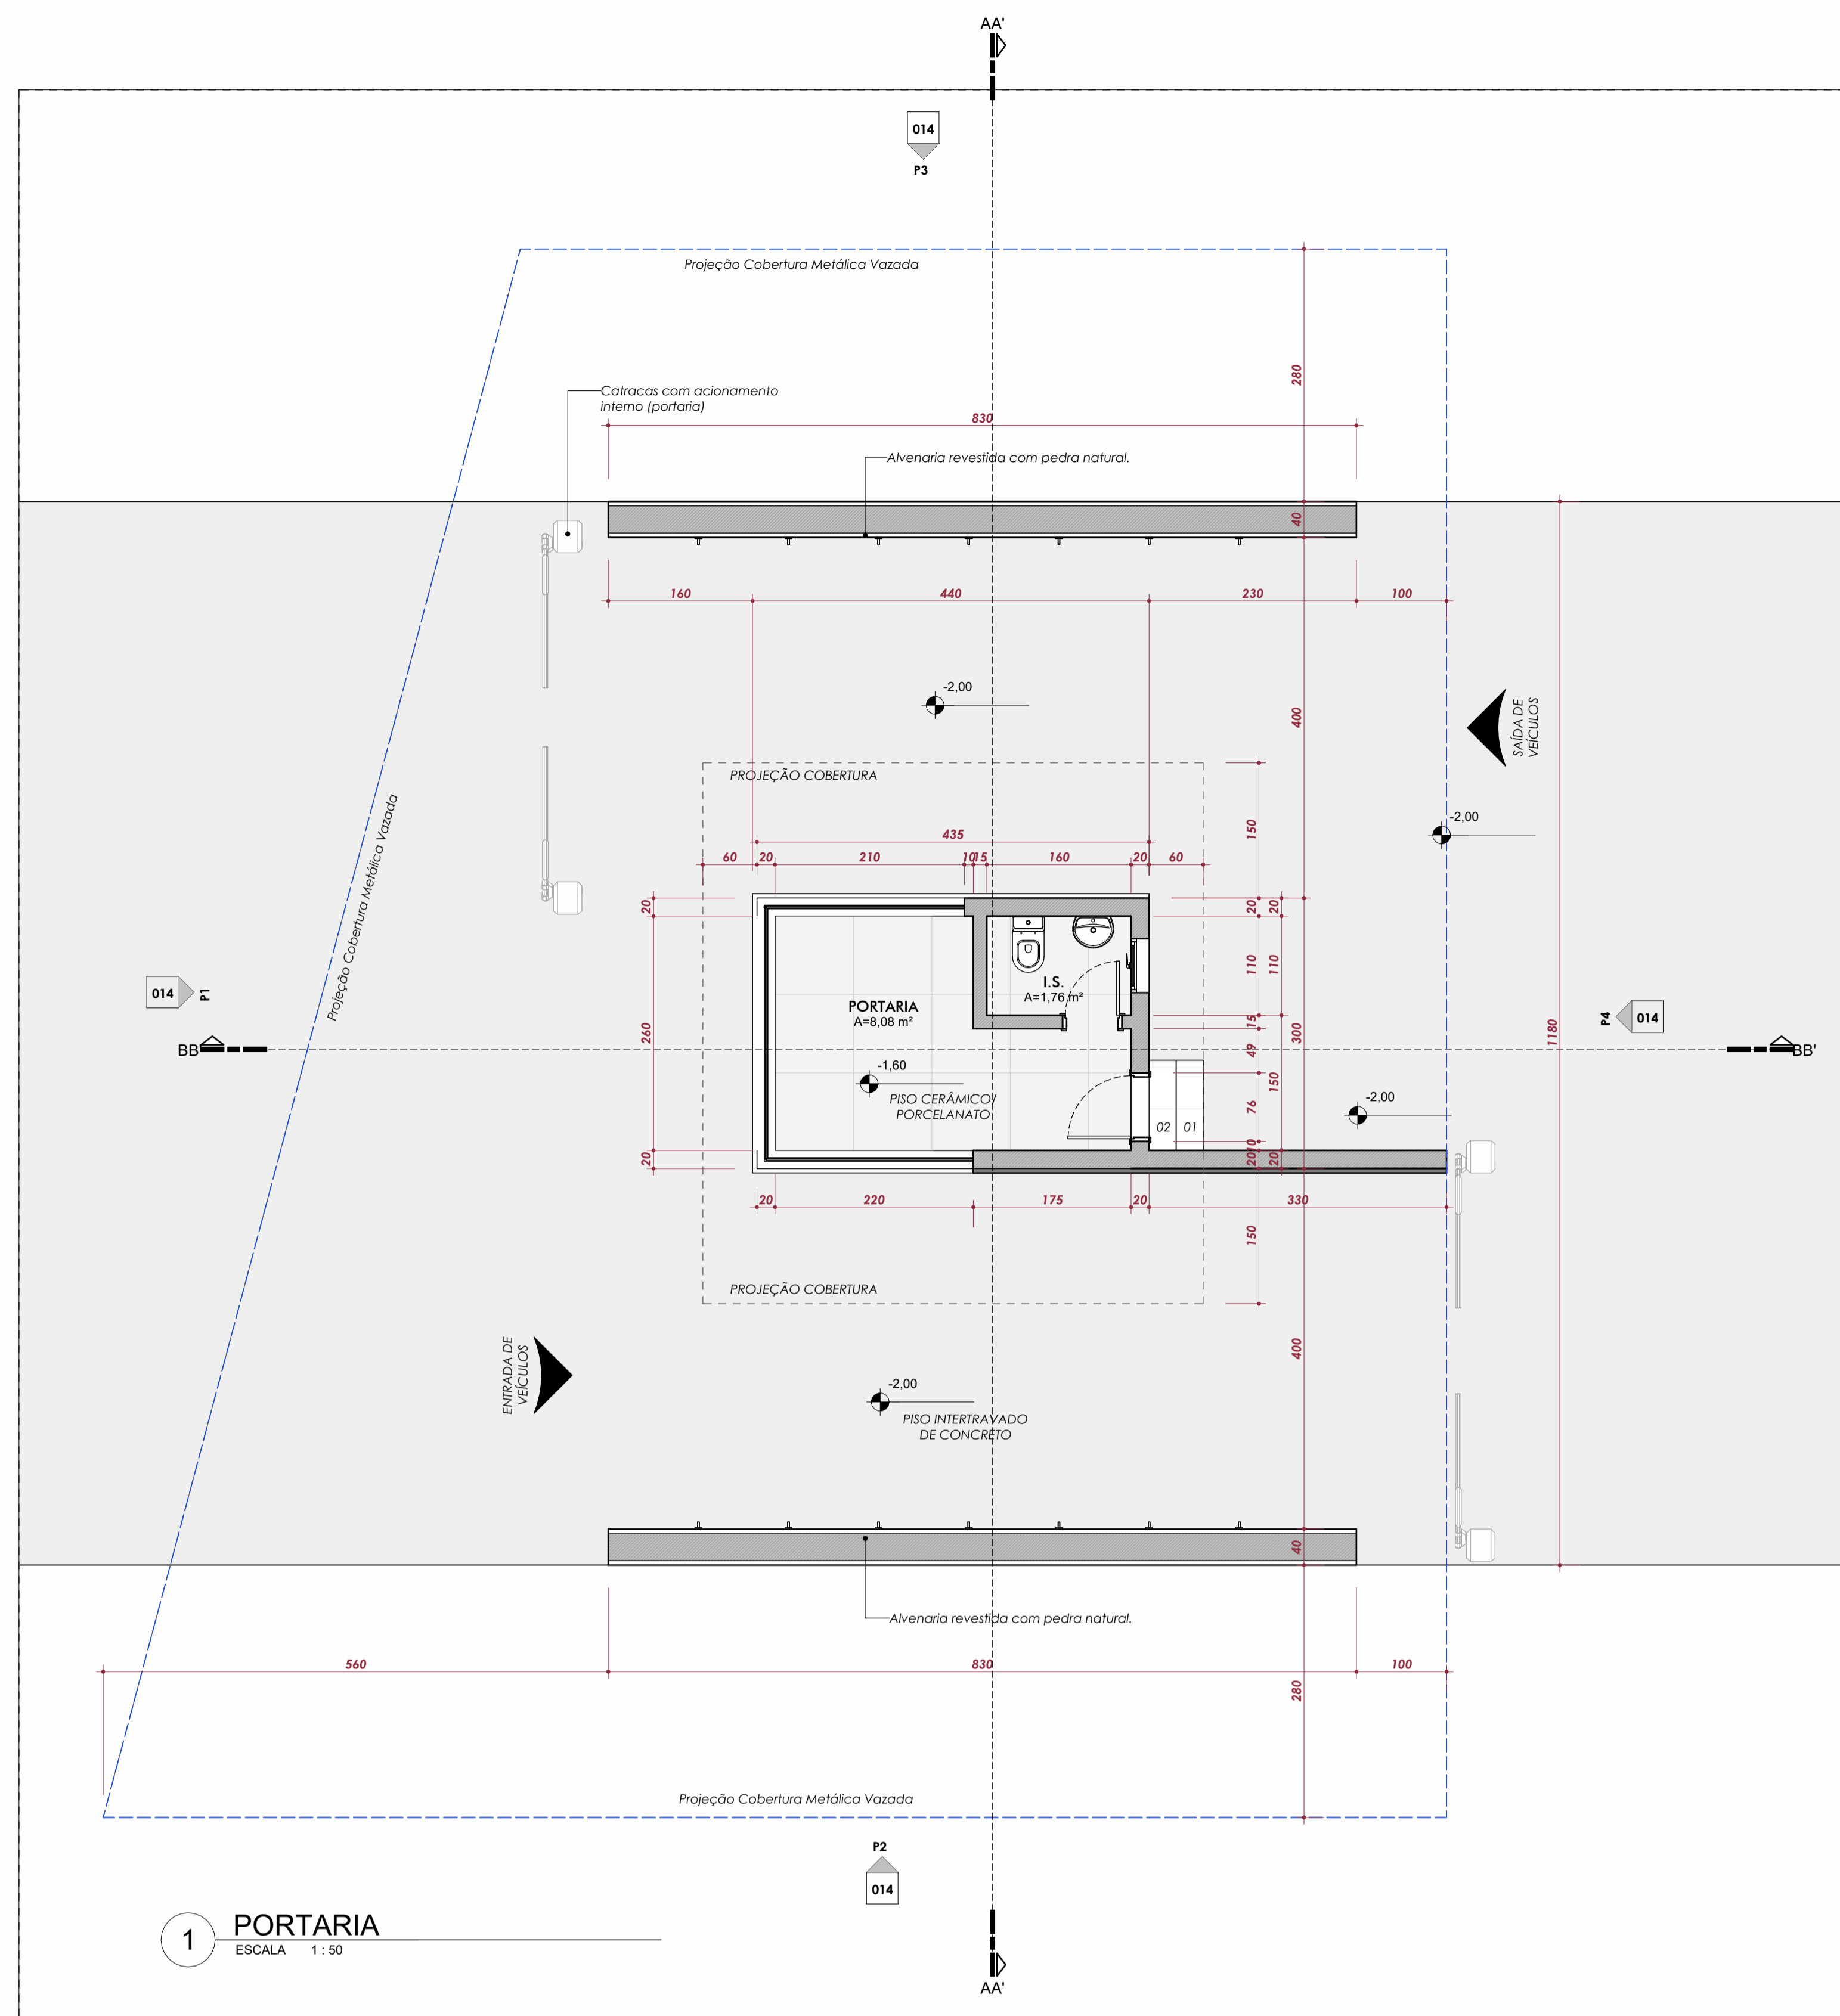 AA'
014
P3
Projeção Cobertura Metálica Vazada
280
Catracas com acionamento
interno (portaria)
830
Alvenaria revestida com pedra natural.
40
160
440
230
100
-2,00
400
SAÍDA DE
VEÍCULOS
PROJEÇÃO COBERTURA
-2,00
150
435
60
20
210
10
15
160
20
60
Projeção Cobertura Metálica Vazada
20
20
20
110
110
I.S.
A=1,76 m²
PORTARIA
A=8,08 m²
014
P1
P4
014
260
15
300
1180
49
BB'
BB'
-1,60
150
76
-2,00
PISO CERÂMICO/
PORCELANATO
02
01
20
10
20
20
20
220
175
20
330
150
PROJEÇÃO COBERTURA
400
ENTRADA DE
VEÍCULOS
-2,00
PISO INTERTRAVADO
DE CONCRETO
40
Alvenaria revestida com pedra natural.
560
830
100
280
Projeção Cobertura Metálica Vazada
P2
014
1
PORTARIA
ESCALA 1 : 50
AA'